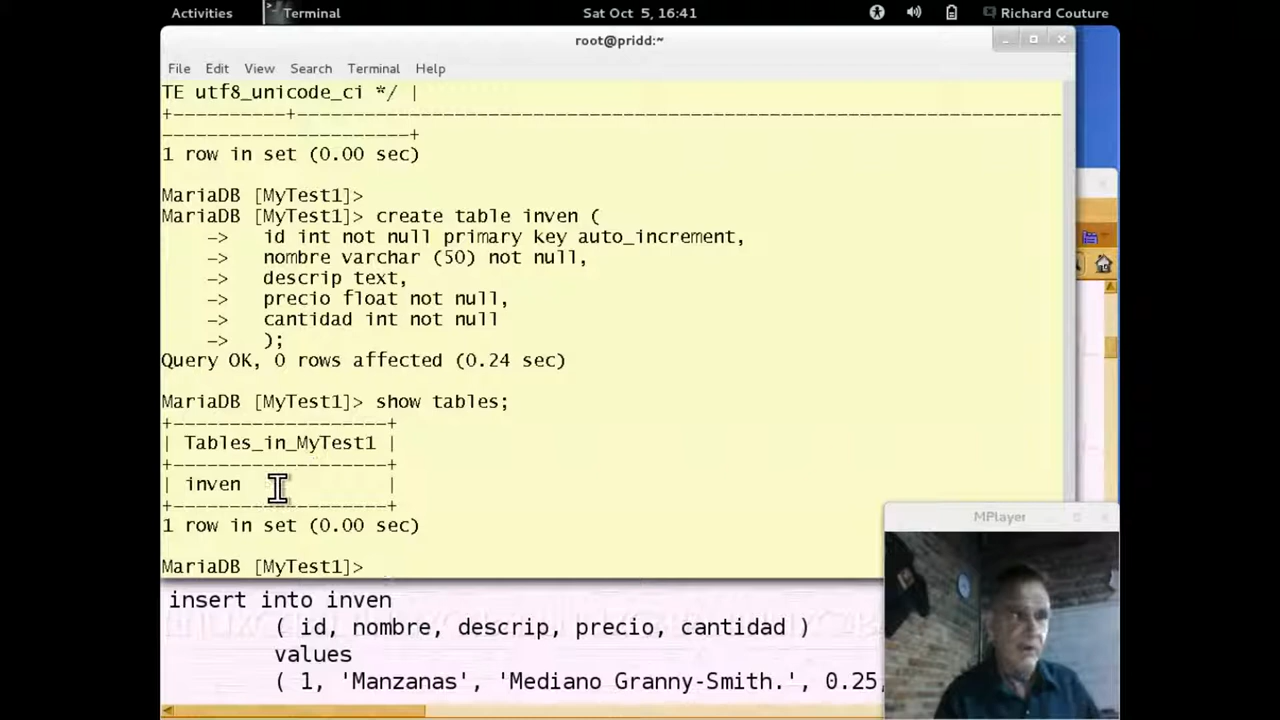 Activities Terminal Sat Oct 5, 16:41 Richard Couture
root@pridd:~
File Edit View Search Terminal Help
TE utf8_unicode_ci */ |
+----------+---------------------------------------------------------------------
----------------------+
1 row in set (0.00 sec)
MariaDB [MyTest1]>
MariaDB [MyTest1]> create table inven (
-> id int not null primary key auto_increment,
-> nombre varchar (50) not null,
-> descrip text,
-> precio float not null,
-> cantidad int not null
-> );
Query OK, 0 rows affected (0.24 sec)
MariaDB [MyTest1]> show tables;
+-------------------+
| Tables_in_MyTest1 |
+-------------------+
| inven |
+-------------------+
1 row in set (0.00 sec)
MariaDB [MyTest1]>
MPlayer
insert into inven
( id, nombre, descrip, precio, cantidad )
values
( 1, 'Manzanas', 'Mediano Granny-Smith.', 0.25,